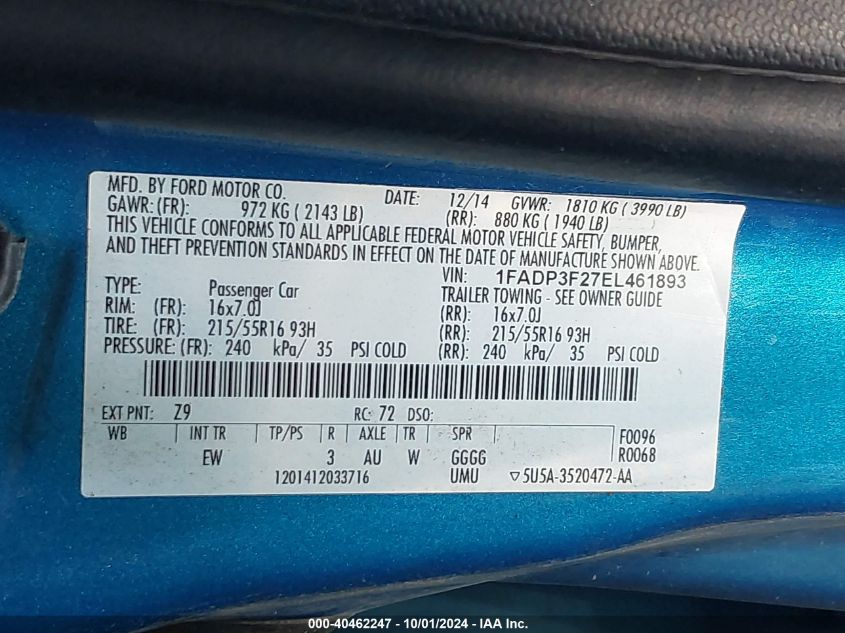 MFD. BY FORD MOTOR CO. DATE: 12/14 GVWR: 1810 KG ( 3990 LB)
GAWR: (FR): 972 KG ( 2143 LB) (RR): 880 KG ( 1940 LB)
THIS VEHICLE CONFORMS TO ALL APPLICABLE FEDERAL MOTOR VEHICLE SAFETY, BUMPER,
AND THEFT PREVENTION STANDARDS IN EFFECT ON THE DATE OF MANUFACTURE SHOWN ABOVE.
VIN: 1FADP3F27EL461893
TYPE: Passenger Car TRAILER TOWING - SEE OWNER GUIDE
RIM: (FR): 16x7.0J (RR): 16x7.0J
TIRE: (FR): 215/55R16 93H (RR): 215/55R16 93H
PRESSURE: (FR): 240 kPa/ 35 PSI COLD (RR): 240 kPa/ 35 PSI COLD
EXT PNT: Z9 RC: 72 DSO:
WB INT TR TP/PS R AXLE TR SPR F0096
EW 3 AU W GGGG R0068
1201412033716 UMU ▽5U5A-3520472-AA
000-40462247 - 10/01/2024 - IAA Inc.